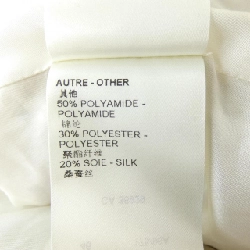 AUTRE - OTHER
其他
50% POLYAMIDE -
POLYAMIDE
锦纶
30% POLYESTER -
POLYESTER
聚酯纤维
20% SOIE - SILK
桑蚕丝